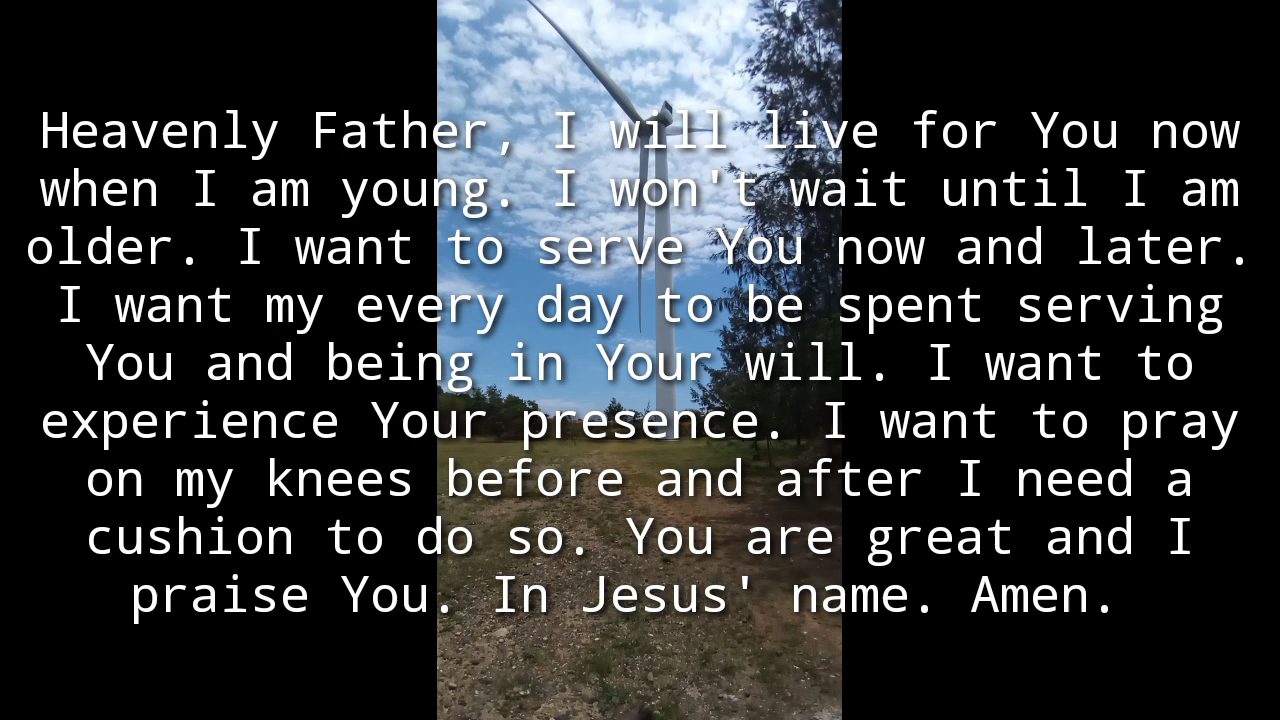 Heavenly Father, I will live for You now
when I am young. I won't wait until I am
older. I want to serve You now and later.
I want my every day to be spent serving
You and being in Your will. I want to
experience Your presence. I want to pray
on my knees before and after I need a
cushion to do so. You are great and I
praise You. In Jesus' name. Amen.